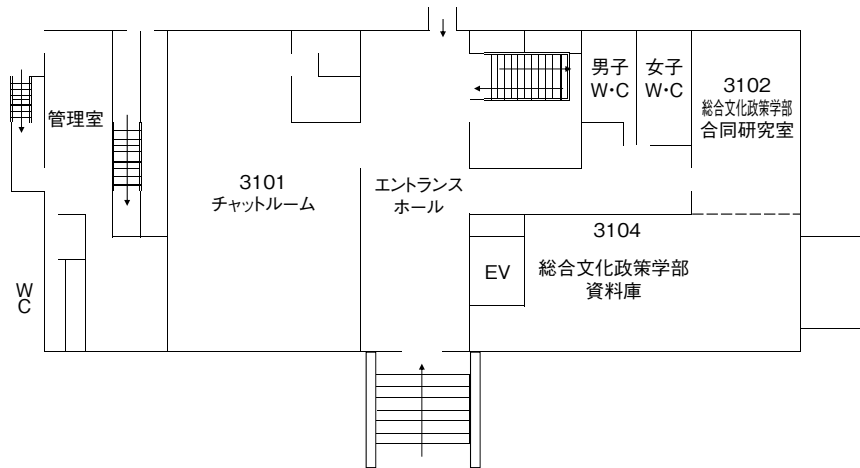 管理室
3101
チャットルーム
エントランス
ホール
男子
W・C
女子
W・C
3102
総合文化政策学部
合同研究室
3104
総合文化政策学部
資料庫
EV
WC